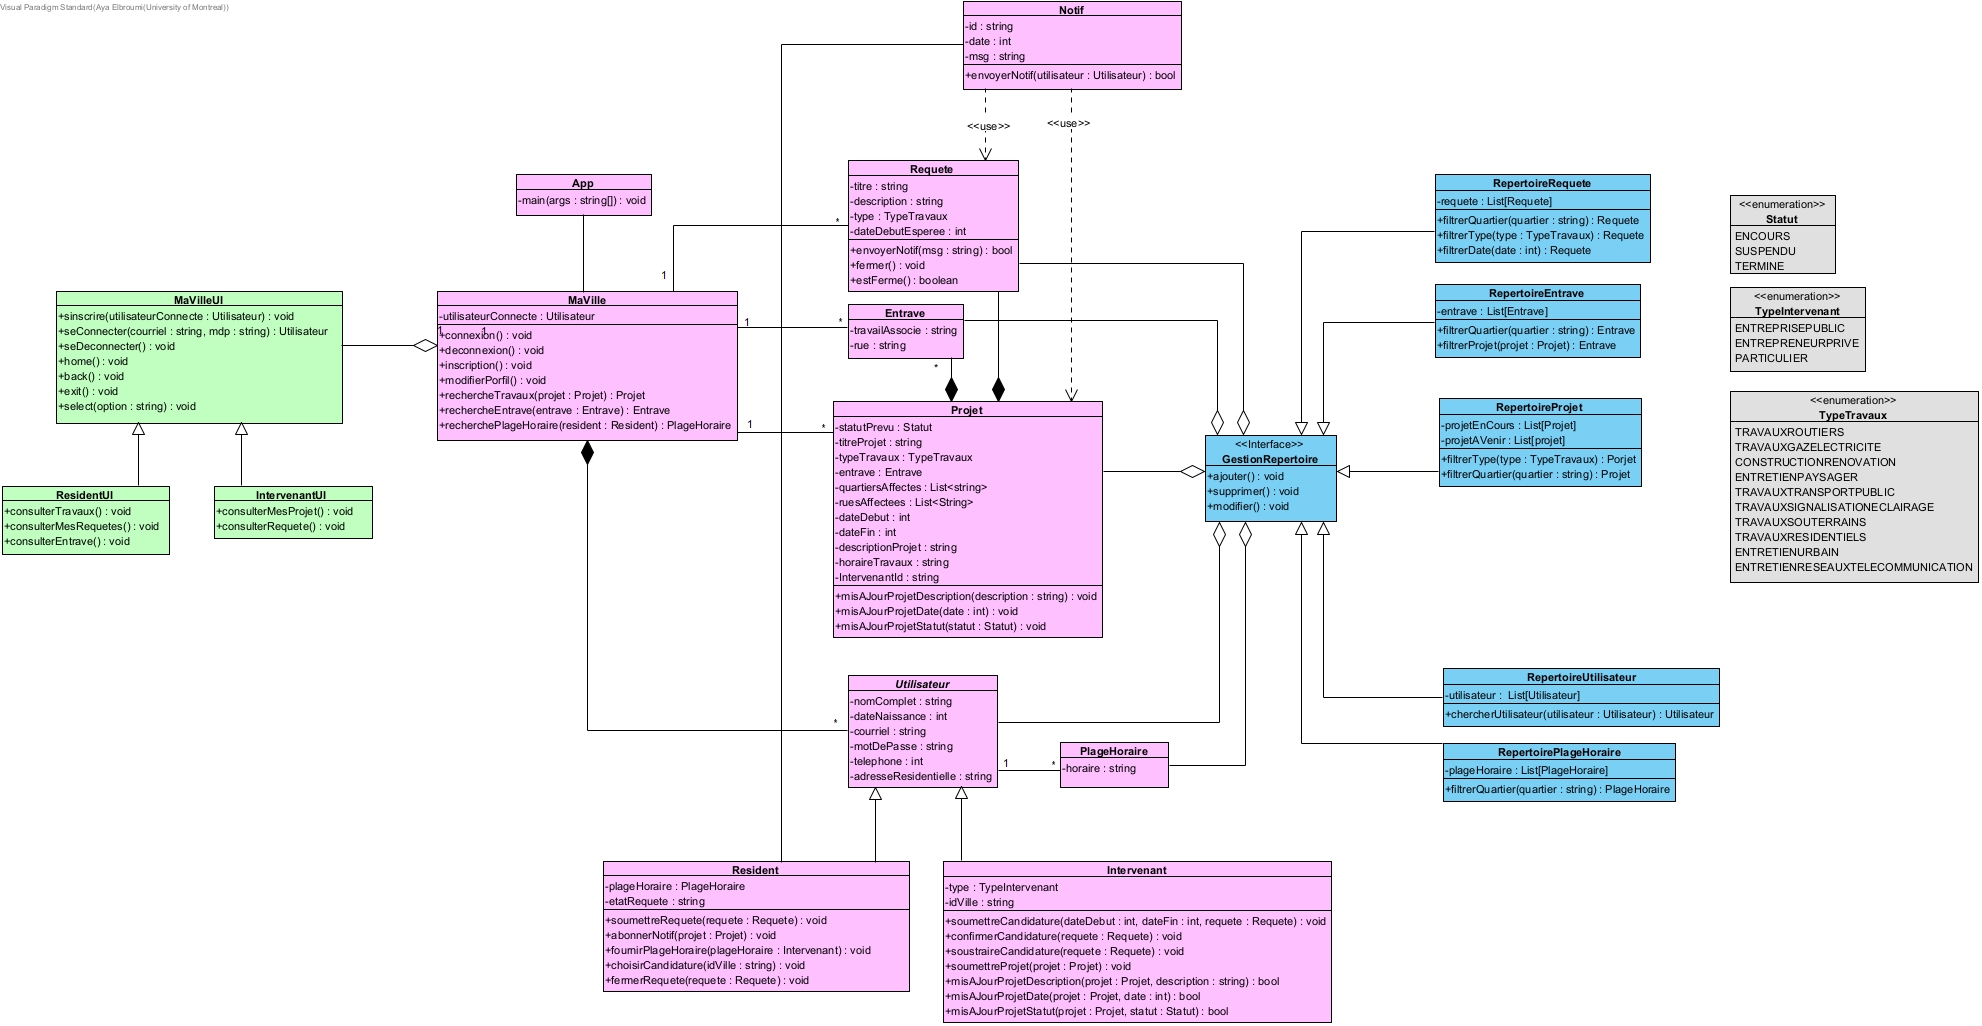 Visual Paradigm Standard(Aya Elbroumi(University of Montreal))
Notif
-id : string
-date : int
-msg : string
+envoyerNotif(utilisateur : Utilisateur) : bool
<<use>>
<<use>>
App
-main(args : string[]) : void
Requete
-titre : string
-description : string
-type : TypeTravaux
-dateDebutEsperee : int
+envoyerNotif(msg : string) : bool
+fermer() : void
+estFerme() : boolean
*
1
MaVilleUI
+sinscrire(utilisateurConnecte : Utilisateur) : void
+seConnecter(courriel : string, mdp : string) : Utilisateur
+seDeconnecter() : void
+home() : void
+back() : void
+exit() : void
+select(option : string) : void
ResidentUI
+consulterTravaux() : void
+consulterMesRequetes() : void
+consulterEntrave() : void
IntervenantUI
+consulterMesProjet() : void
+consulterRequete() : void
MaVille
-utilisateurConnecte : Utilisateur
1
1
+connexion() : void
+deconnexion() : void
+inscription() : void
+modifierPorfil() : void
+rechercheTravaux(projet : Projet) : Projet
+rechercheEntrave(entrave : Entrave) : Entrave
+recherchePlageHoraire(resident : Resident) : PlageHoraire
1
*
Entrave
-travailAssocie : string
-rue : string
*
1
*
Projet
-statutPrevu : Statut
-titreProjet : string
-typeTravaux : TypeTravaux
-entrave : Entrave
-quartiersAffectes : List<string>
-ruesAffectees : List<String>
-dateDebut : int
-dateFin : int
-descriptionProjet : string
-horaireTravaux : string
-IntervenantId : string
+misAJourProjetDescription(description : string) : void
+misAJourProjetDate(date : int) : void
+misAJourProjetStatut(statut : Statut) : void
<<Interface>>
GestionRepertoire
+ajouter() : void
+supprimer() : void
+modifier() : void
RepertoireRequete
-requete : List[Requete]
+filtrerQuartier(quartier : string) : Requete
+filtrerType(type : TypeTravaux) : Requete
+filtrerDate(date : int) : Requete
RepertoireEntrave
-entrave : List[Entrave]
+filtrerQuartier(quartier : string) : Entrave
+filtrerProjet(projet : Projet) : Entrave
RepertoireProjet
-projetEnCours : List[Projet]
-projetAVenir : List[projet]
+filtrerType(type : TypeTravaux) : Porjet
+filtrerQuartier(quartier : string) : Projet
<<enumeration>>
Statut
ENCOURS
SUSPENDU
TERMINE
<<enumeration>>
TypeIntervenant
ENTREPRISEPUBLIC
ENTREPRENEURPRIVE
PARTICULIER
<<enumeration>>
TypeTravaux
TRAVAUXROUTIERS
TRAVAUXGAZELECTRICITE
CONSTRUCTIONRENOVATION
ENTRETIENPAYSAGER
TRAVAUXTRANSPORTPUBLIC
TRAVAUXSIGNALISATIONECLAIRAGE
TRAVAUXSOUTERRAINS
TRAVAUXRESIDENTIELS
ENTRETIENURBAIN
ENTRETIENRESEAUXTELECOMMUNICATION
*
Utilisateur
-nomComplet : string
-dateNaissance : int
-courriel : string
-motDePasse : string
-telephone : int
-adresseResidentielle : string
1
*
PlageHoraire
-horaire : string
RepertoireUtilisateur
-utilisateur :  List[Utilisateur]
+chercherUtilisateur(utilisateur : Utilisateur) : Utilisateur
RepertoirePlageHoraire
-plageHoraire : List[PlageHoraire]
+filtrerQuartier(quartier : string) : PlageHoraire
Resident
-plageHoraire : PlageHoraire
-etatRequete : string
+soumettreRequete(requete : Requete) : void
+abonnerNotif(projet : Projet) : void
+fournirPlageHoraire(plageHoraire : Intervenant) : void
+choisirCandidature(idVille : string) : void
+fermerRequete(requete : Requete) : void
Intervenant
-type : TypeIntervenant
-idVille : string
+soumettreCandidature(dateDebut : int, dateFin : int, requete : Requete) : void
+confirmerCandidature(requete : Requete) : void
+soustraireCandidature(requete : Requete) : void
+soumettreProjet(projet : Projet) : void
+misAJourProjetDescription(projet : Projet, description : string) : bool
+misAJourProjetDate(projet : Projet, date : int) : bool
+misAJourProjetStatut(projet : Projet, statut : Statut) : bool